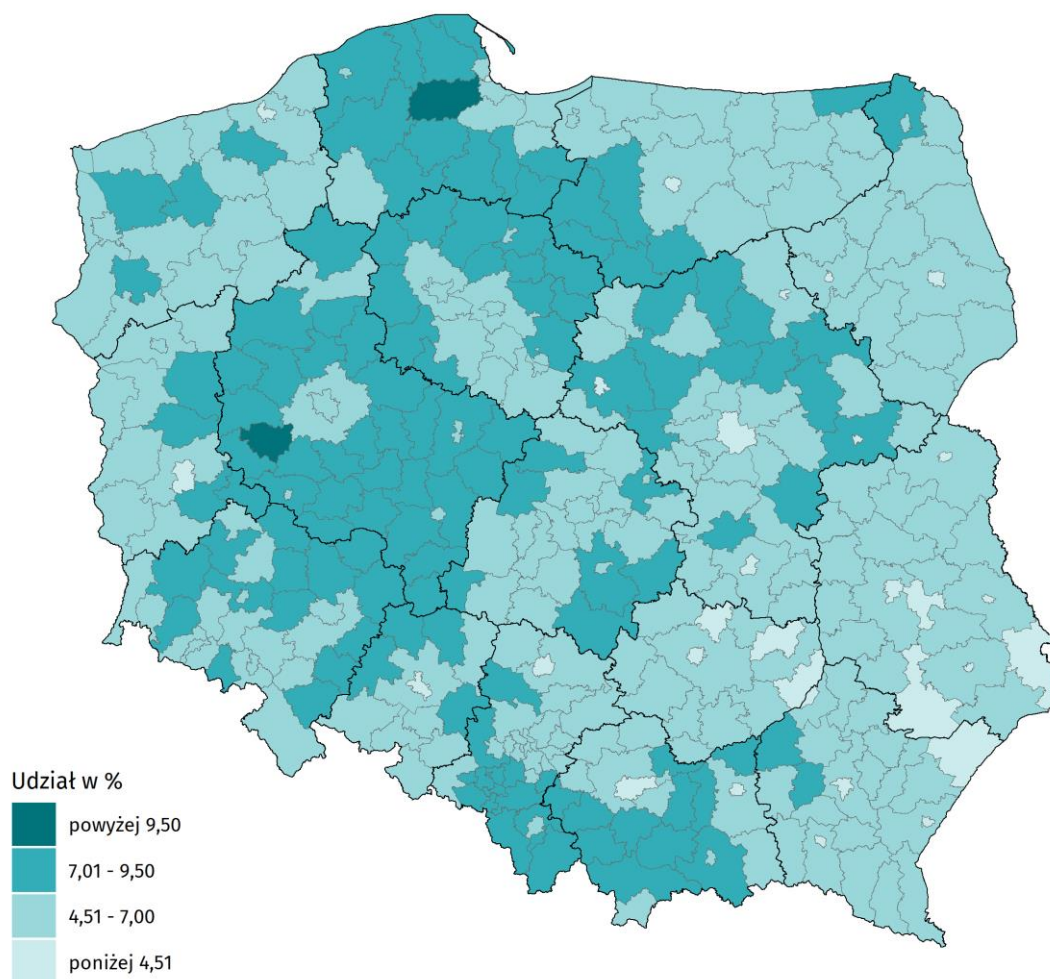 Udział w %
powyżej 9,50
7,01 - 9,50
4,51 - 7,00
poniżej 4,51